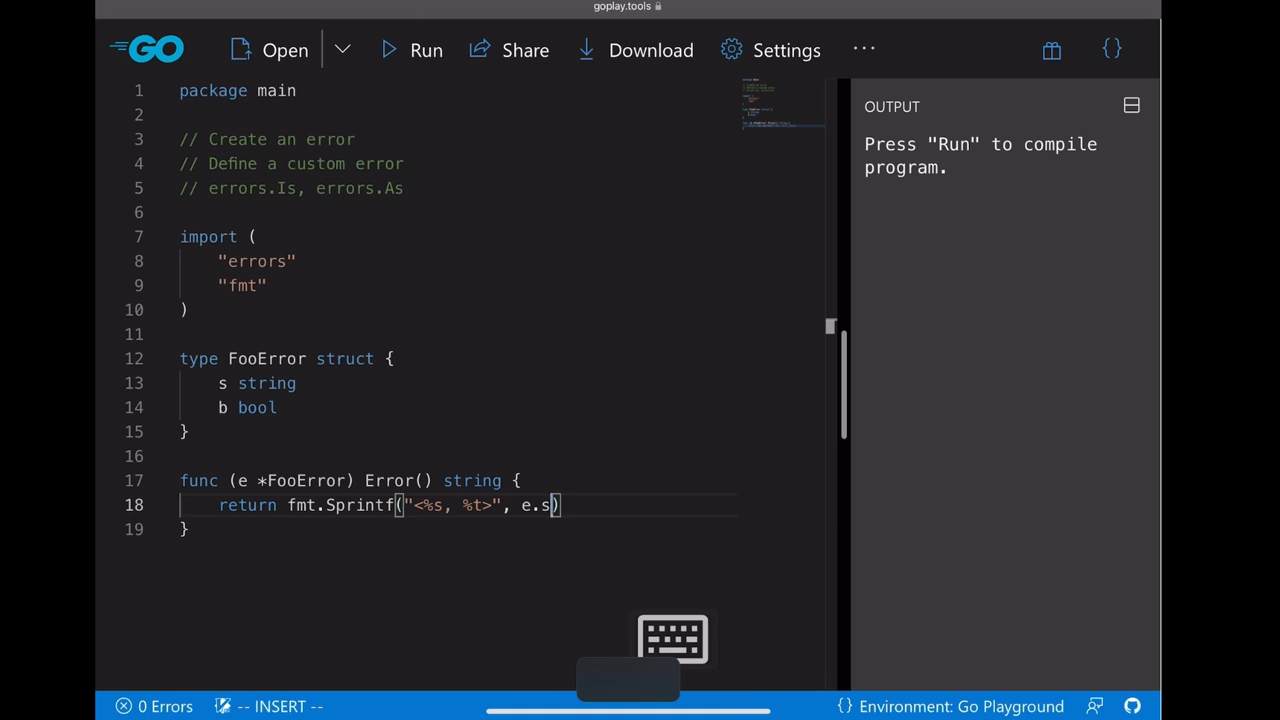 goplay.tools
GO Open Run Share Download Settings ··· {}
1 package main
2
3 // Create an error
4 // Define a custom error
5 // errors.Is, errors.As
6
7 import (
8 "errors"
9 "fmt"
10 )
11
12 type FooError struct {
13 s string
14 b bool
15 }
16
17 func (e *FooError) Error() string {
18 return fmt.Sprintf("<%s, %t>", e.s)
19 }
OUTPUT
Press "Run" to compile
program.
0 Errors -- INSERT -- {} Environment: Go Playground